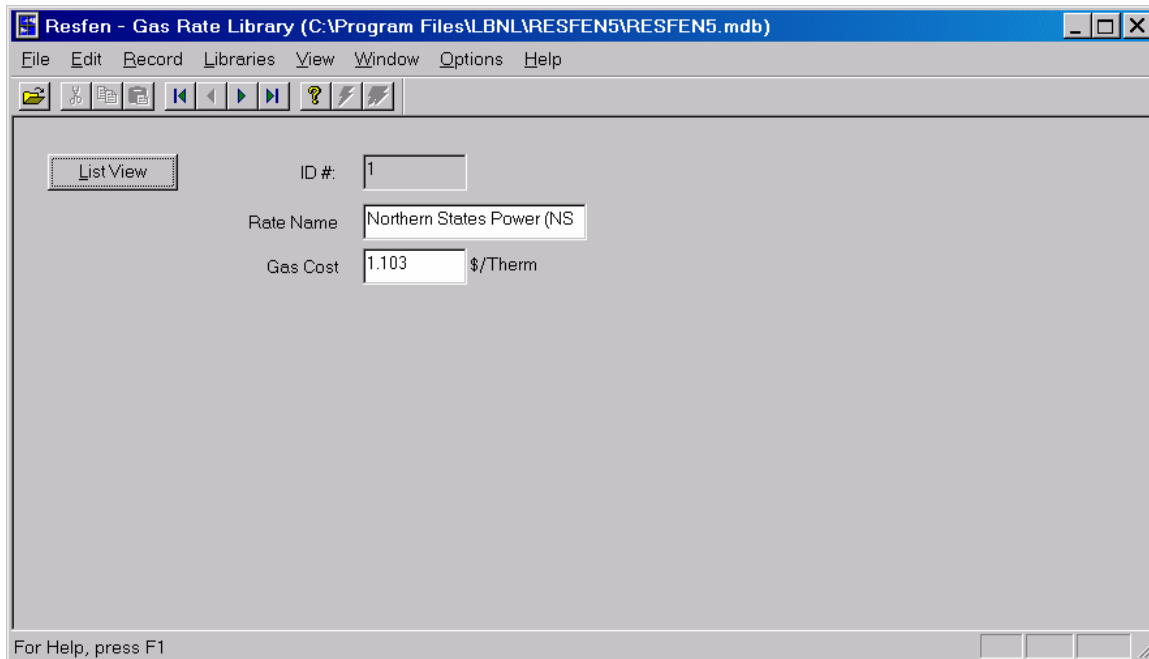 Resfen - Gas Rate Library (C:\Program Files\LBNL\RESFEN5\RESFEN5.mdb)
File Edit Record Libraries View Window Options Help
List View ID #: 1
Rate Name Northern States Power (NS
Gas Cost 1.103 $/Therm
For Help, press F1